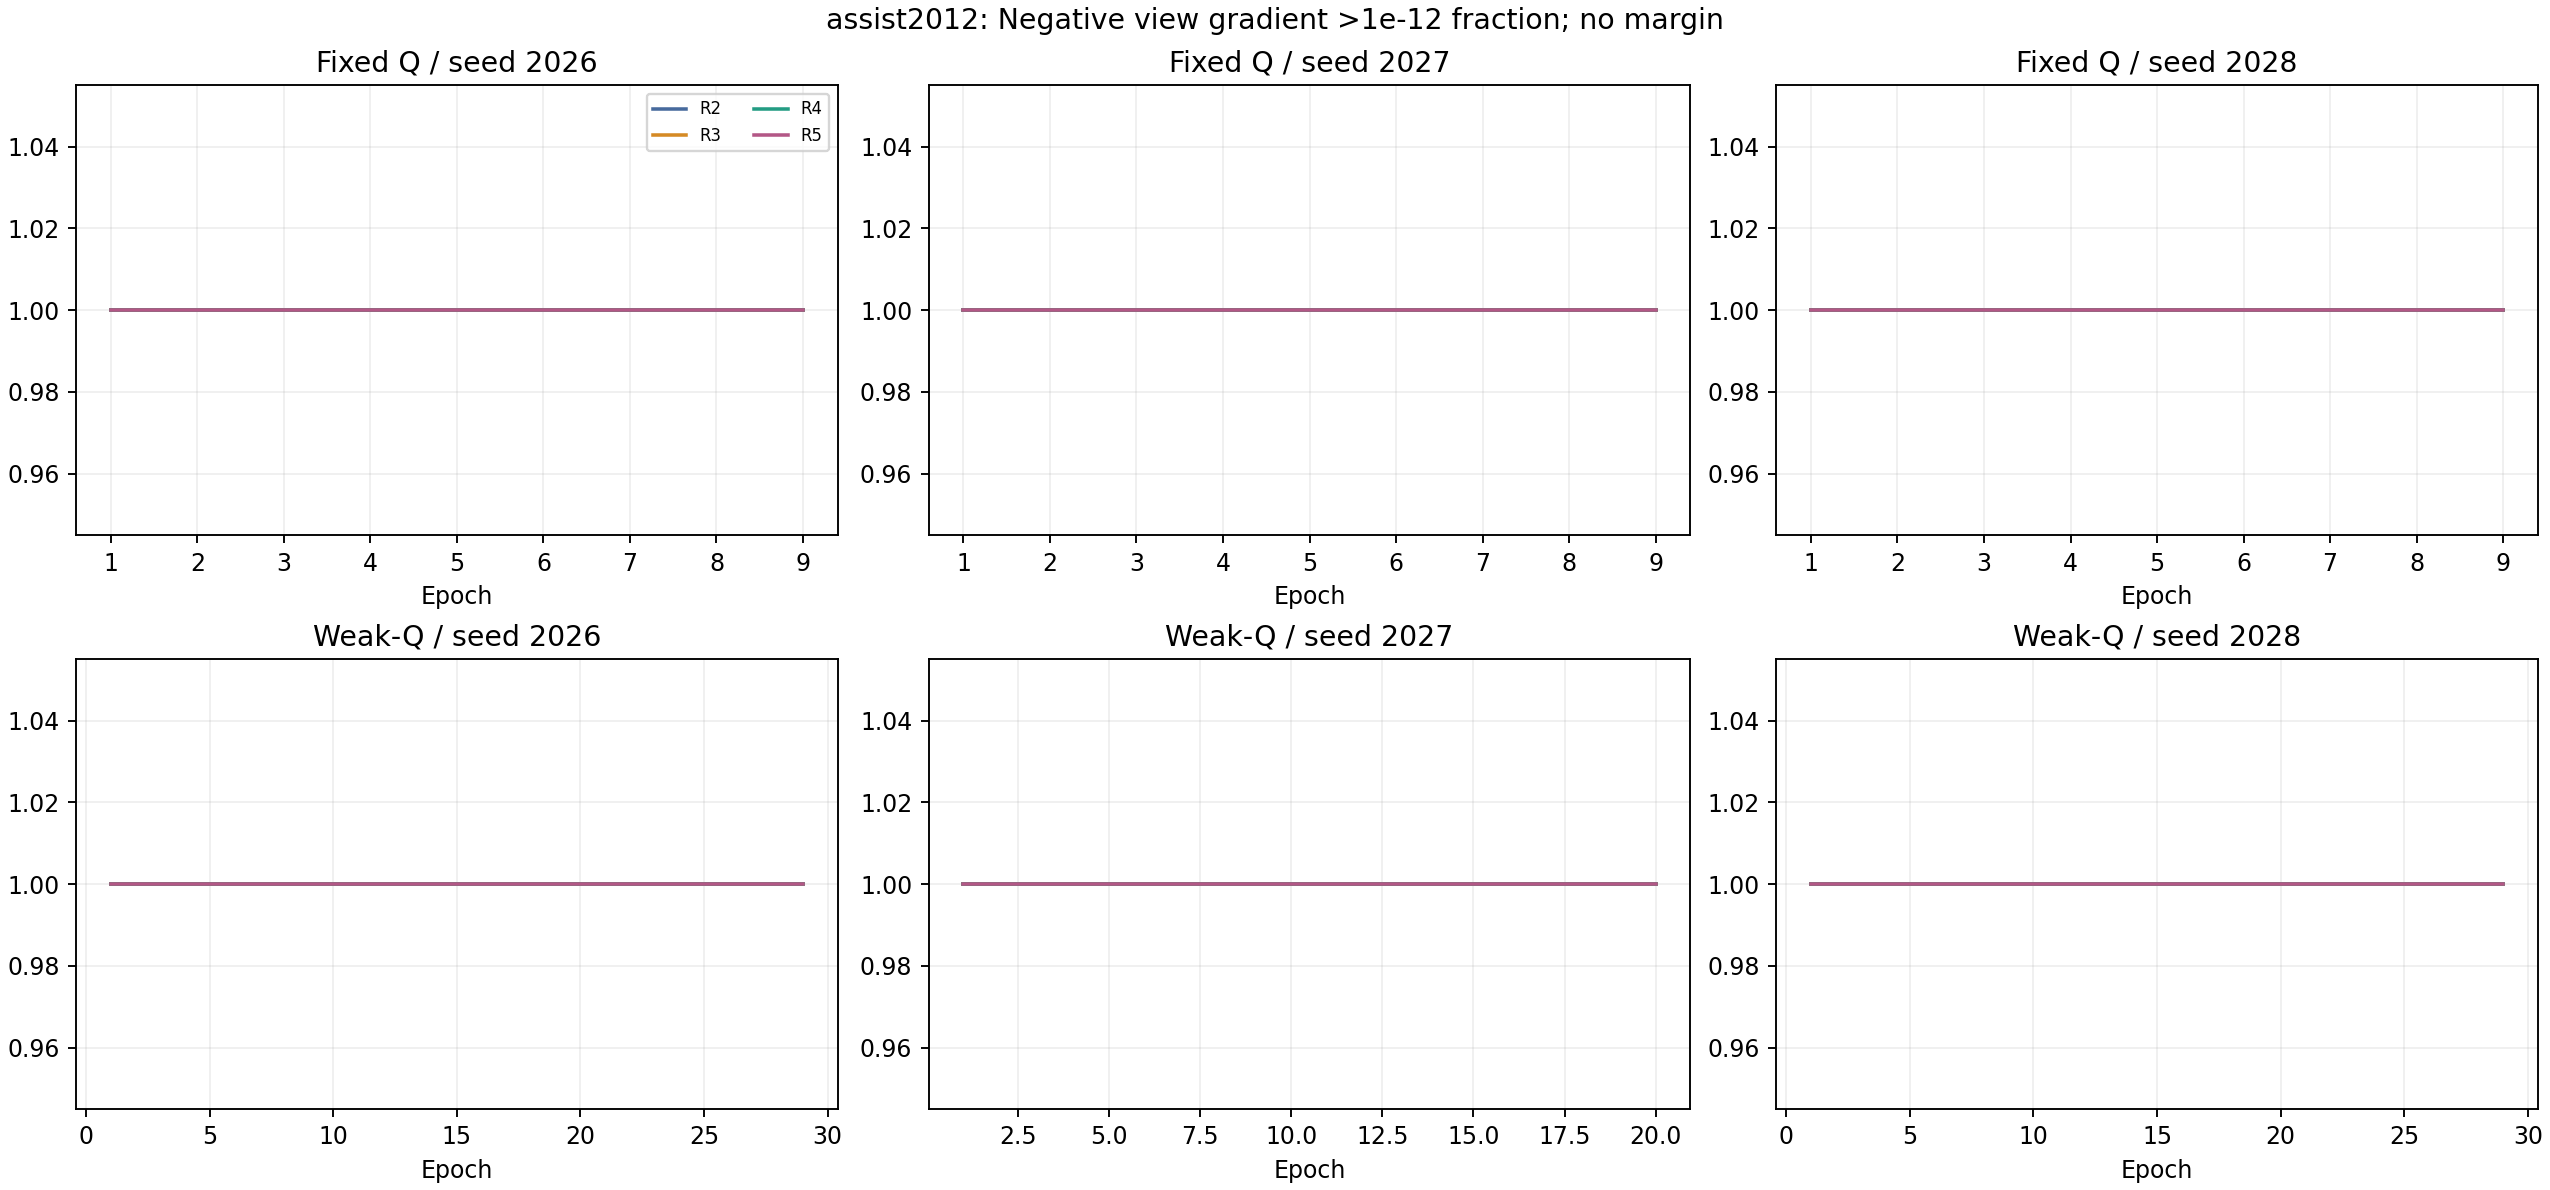 assist2012: Negative view gradient >1e-12 fraction; no margin
Fixed Q / seed 2026
R2 R4
R3 R5
1.04
1.02
1.00
0.98
0.96
1 2 3 4 5 6 7 8 9
Epoch
Fixed Q / seed 2027
1.04
1.02
1.00
0.98
0.96
1 2 3 4 5 6 7 8 9
Epoch
Fixed Q / seed 2028
1.04
1.02
1.00
0.98
0.96
1 2 3 4 5 6 7 8 9
Epoch
Weak-Q / seed 2026
1.04
1.02
1.00
0.98
0.96
0 5 10 15 20 25 30
Epoch
Weak-Q / seed 2027
1.04
1.02
1.00
0.98
0.96
2.5 5.0 7.5 10.0 12.5 15.0 17.5 20.0
Epoch
Weak-Q / seed 2028
1.04
1.02
1.00
0.98
0.96
0 5 10 15 20 25 30
Epoch